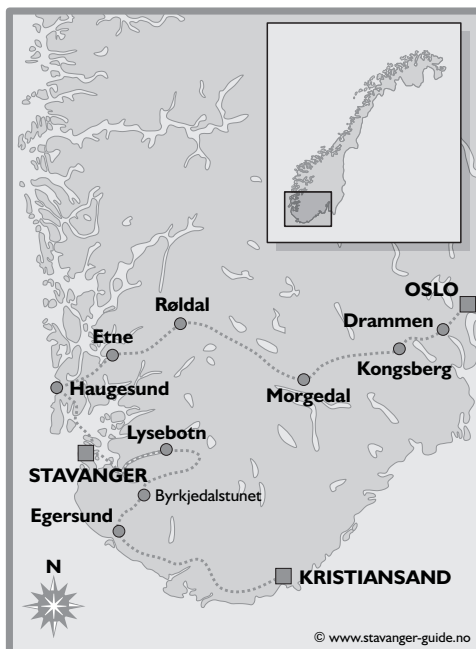 OSLO
Røldal
Drammen
Etne
Kongsberg
Haugesund
Morgedal
Lysebotn
STAVANGER
Byrkjedalstunet
Egersund
N
KRISTIANSAND
© www.stavanger-guide.no